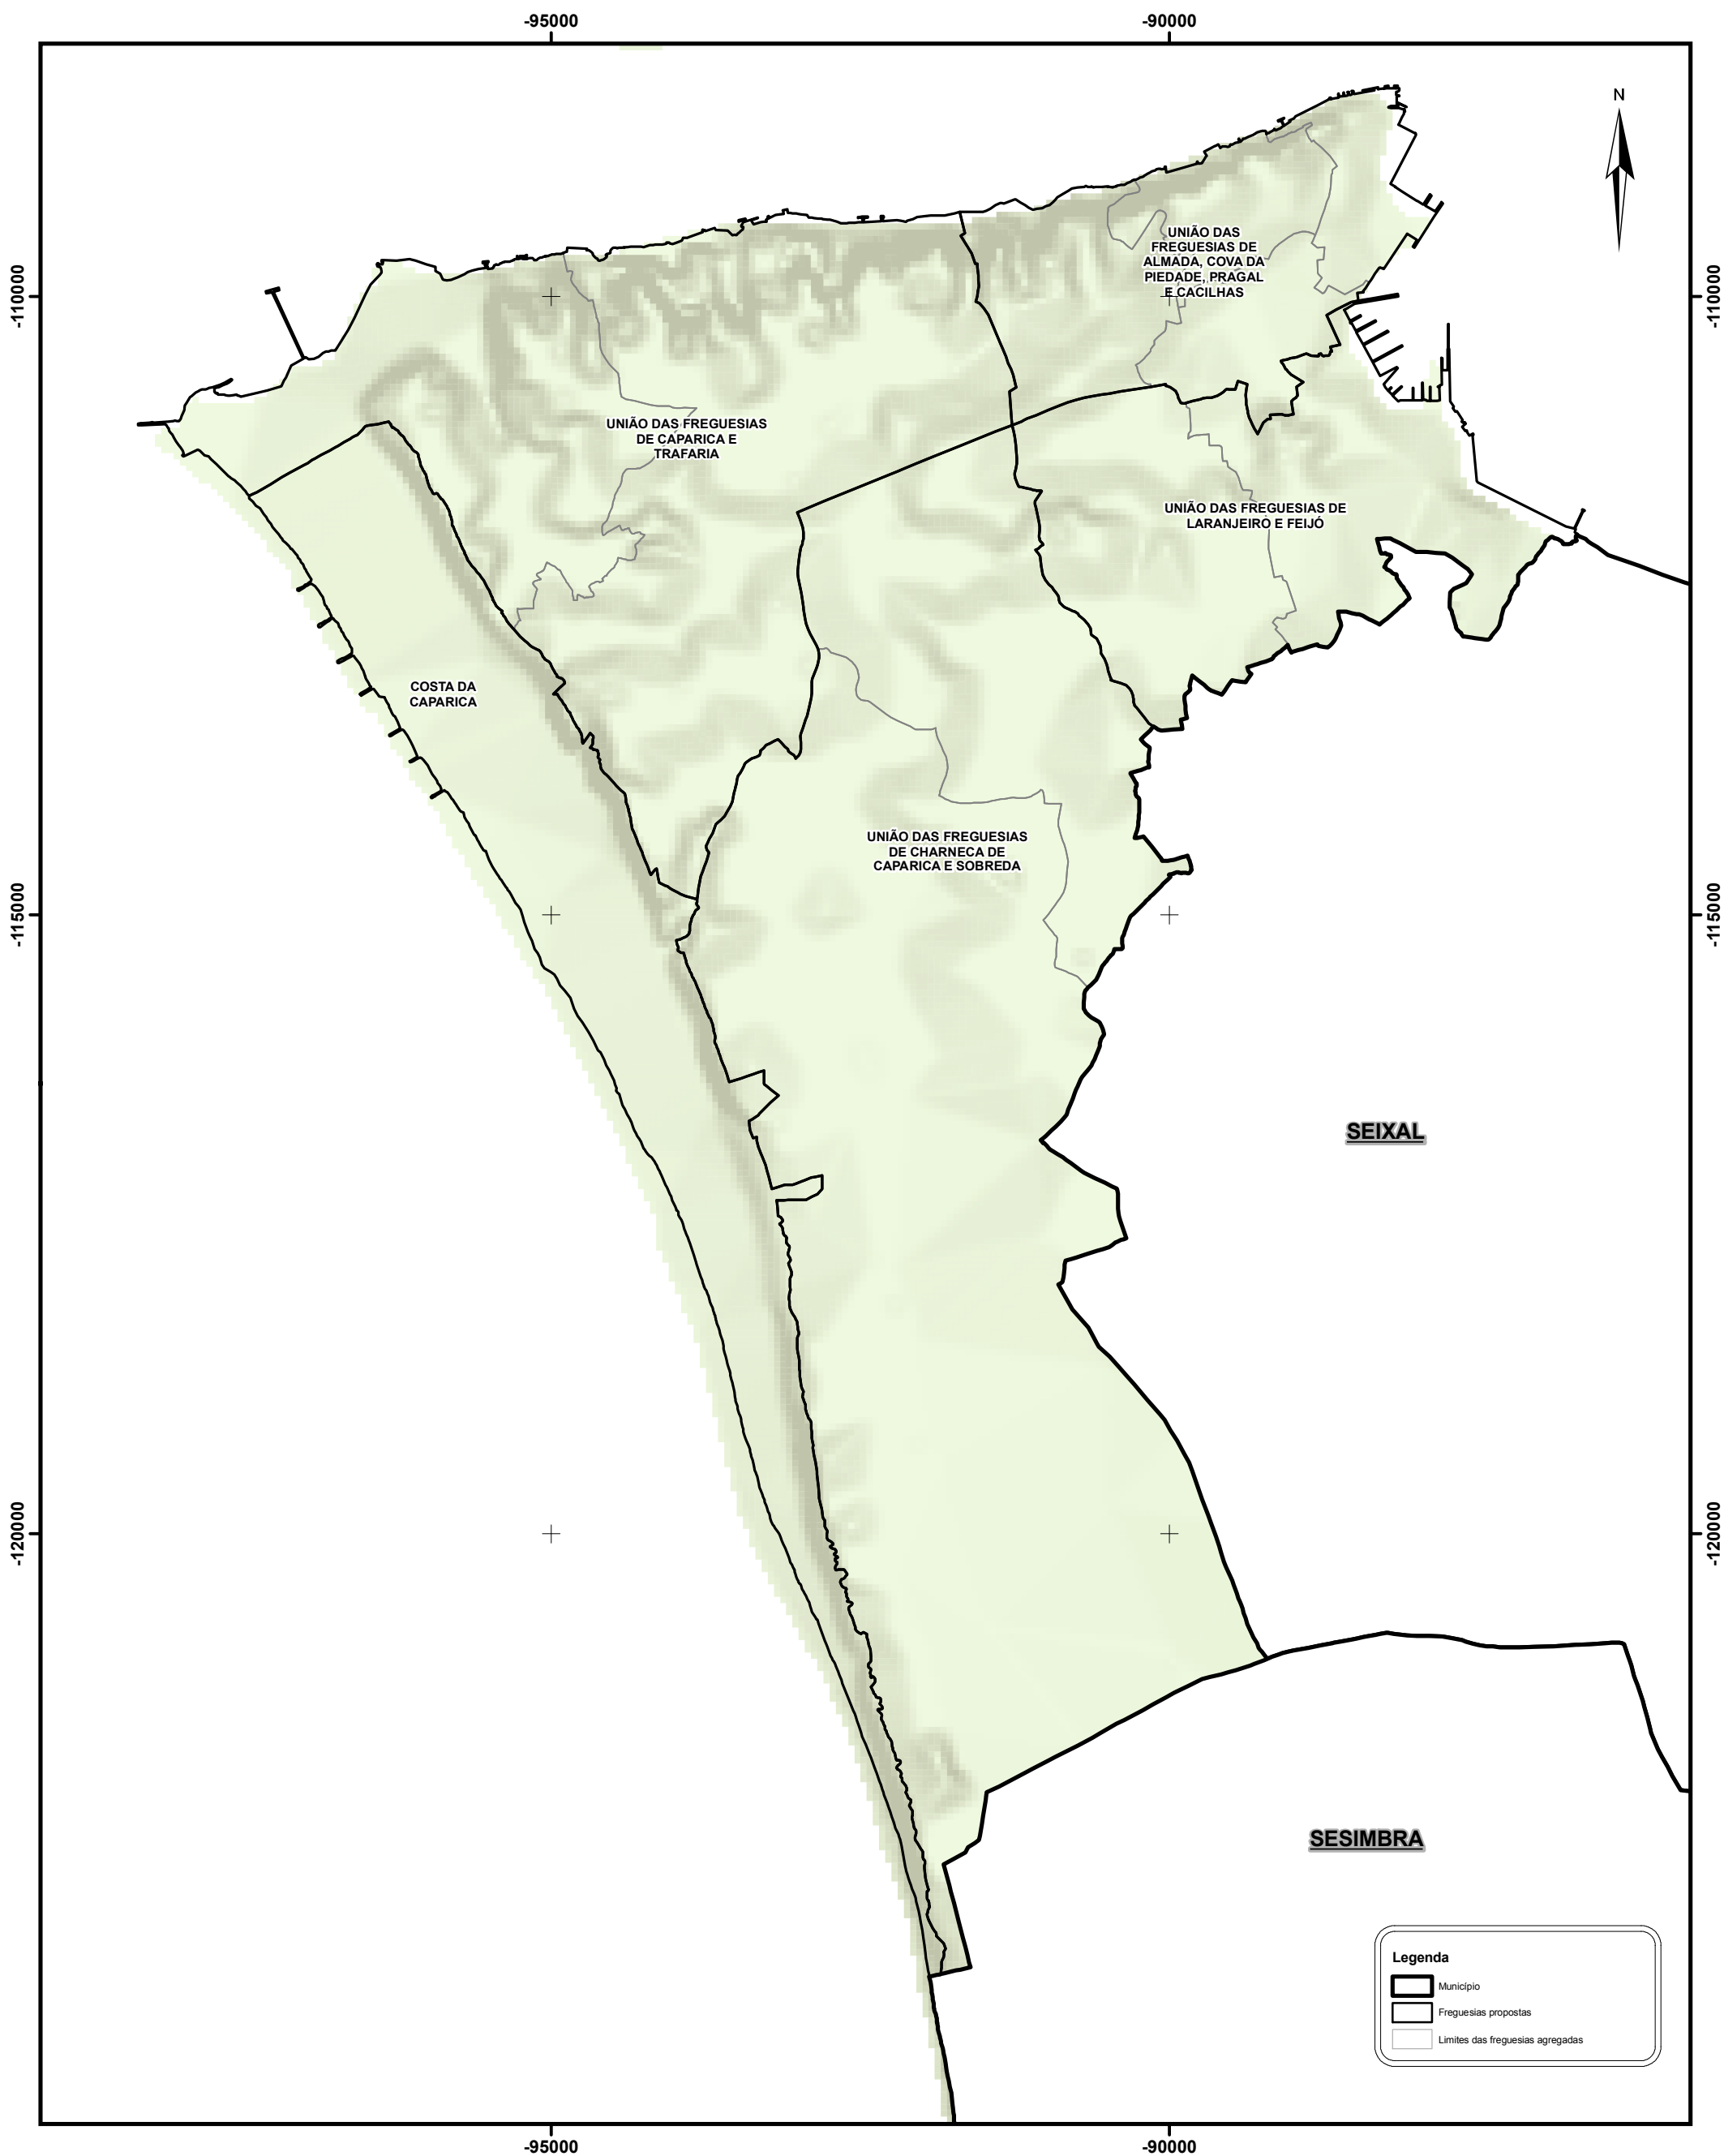 -95000
-90000
N
UNIÃO DAS
FREGUESIAS DE
ALMADA, COVA DA
PIEDADE, PRAGAL
E CACILHAS
-110000
-110000
UNIÃO DAS FREGUESIAS
DE CAPARICA E
TRAFARIA
UNIÃO DAS FREGUESIAS DE
LARANJEIRO E FEIJÓ
COSTA DA
CAPARICA
UNIÃO DAS FREGUESIAS
DE CHARNECA DE
CAPARICA E SOBREDA
-115000
-115000
SEIXAL
-120000
-120000
SESIMBRA
Legenda
Município
Freguesias propostas
Limites das freguesias agregadas
-95000
-90000